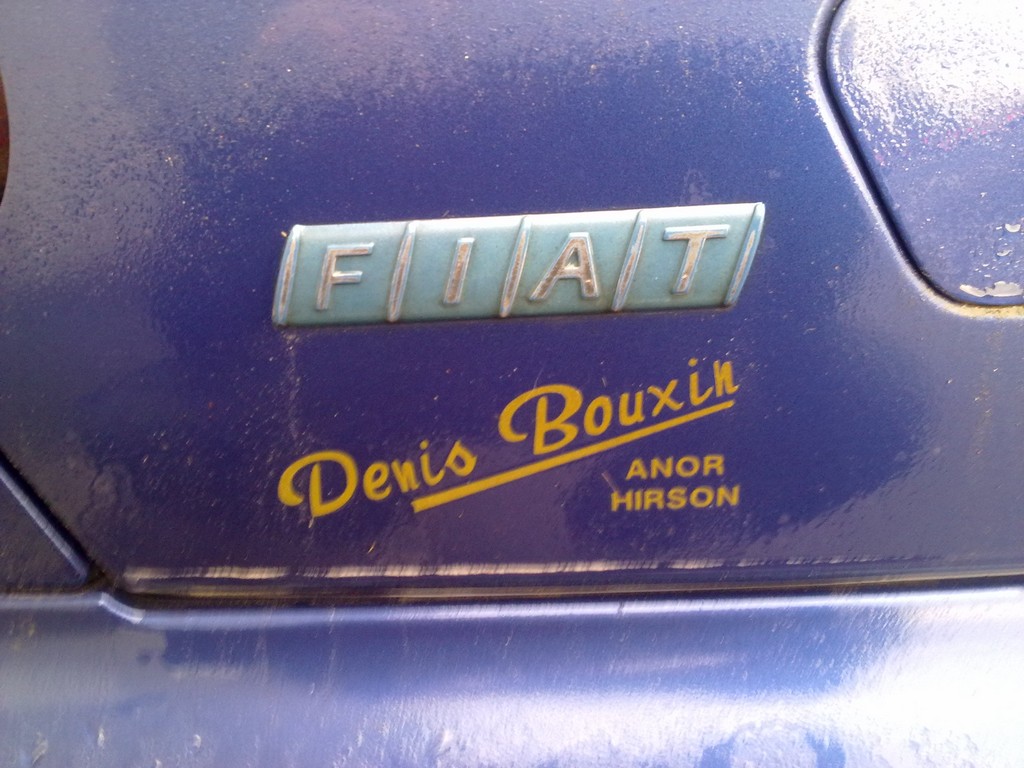 FIAT
Denis Bouxin
ANOR
HIRSON